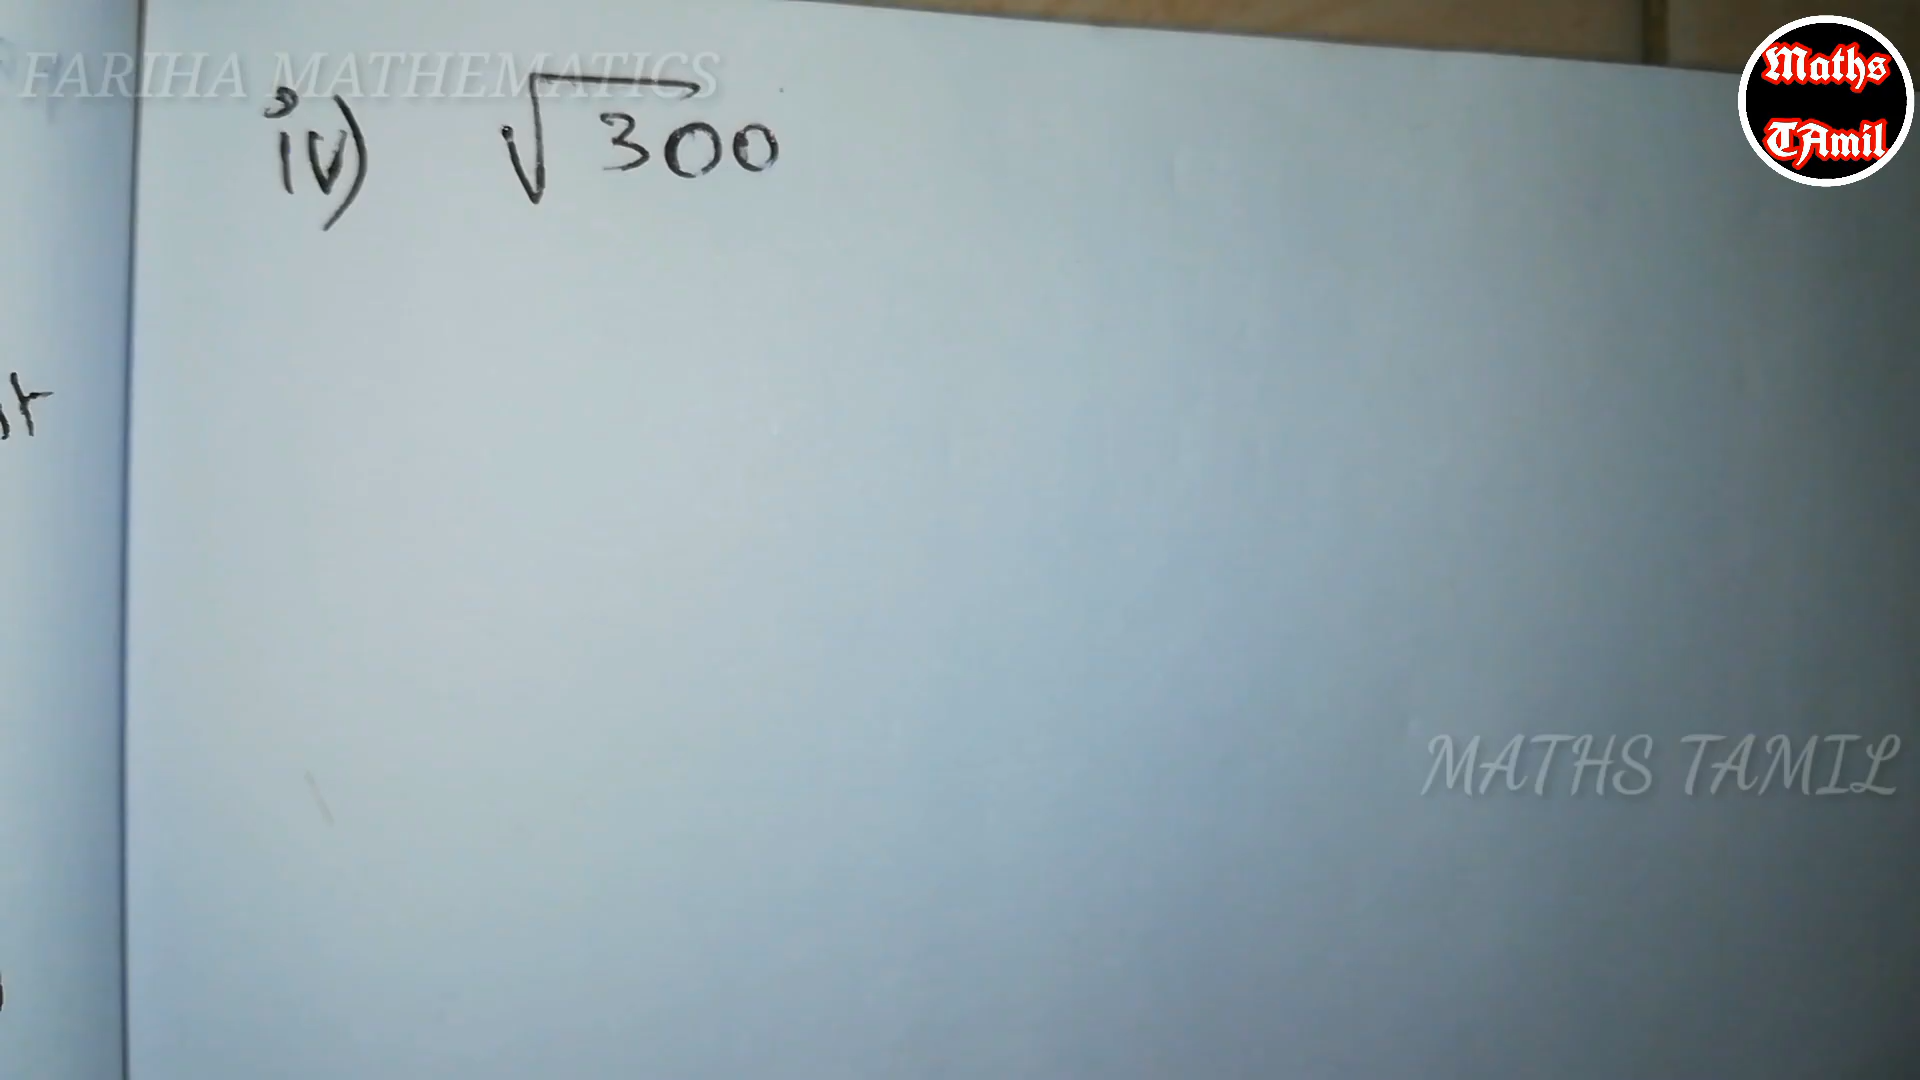 FARIHA MATHEMATICS
iv) √300
Maths
TAmil
MATHS TAMIL